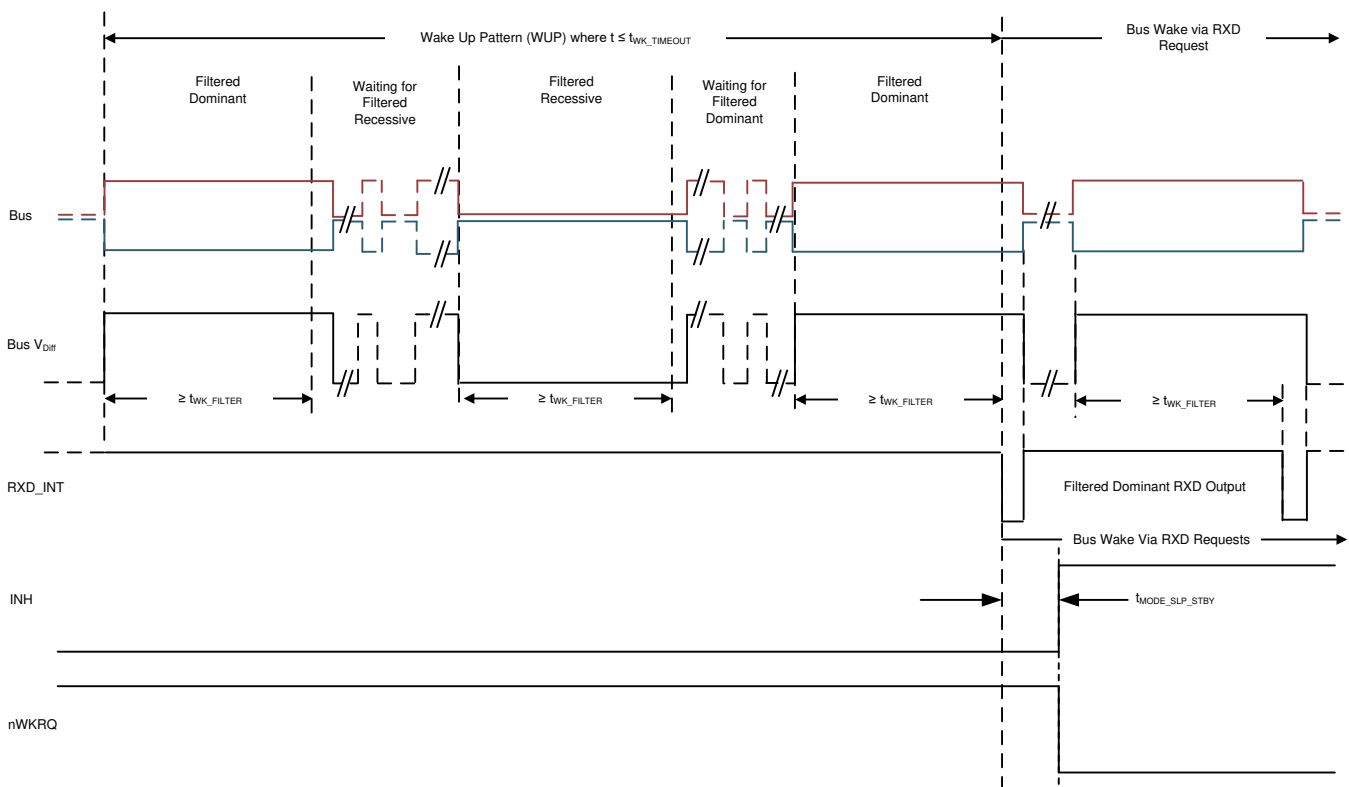 Wake Up Pattern (WUP) where t ≤ tWK_TIMEOUT
Bus Wake via RXD
Request
Filtered
Dominant
Waiting for
Filtered
Recessive
Filtered
Recessive
Waiting for
Filtered
Dominant
Filtered
Dominant
Bus
Bus VDiff
≥ tWK_FILTER
≥ tWK_FILTER
≥ tWK_FILTER
≥ tWK_FILTER
RXD_INT
Filtered Dominant RXD Output
Bus Wake Via RXD Requests
INH
tMODE_SLP_STBY
nWKRQ